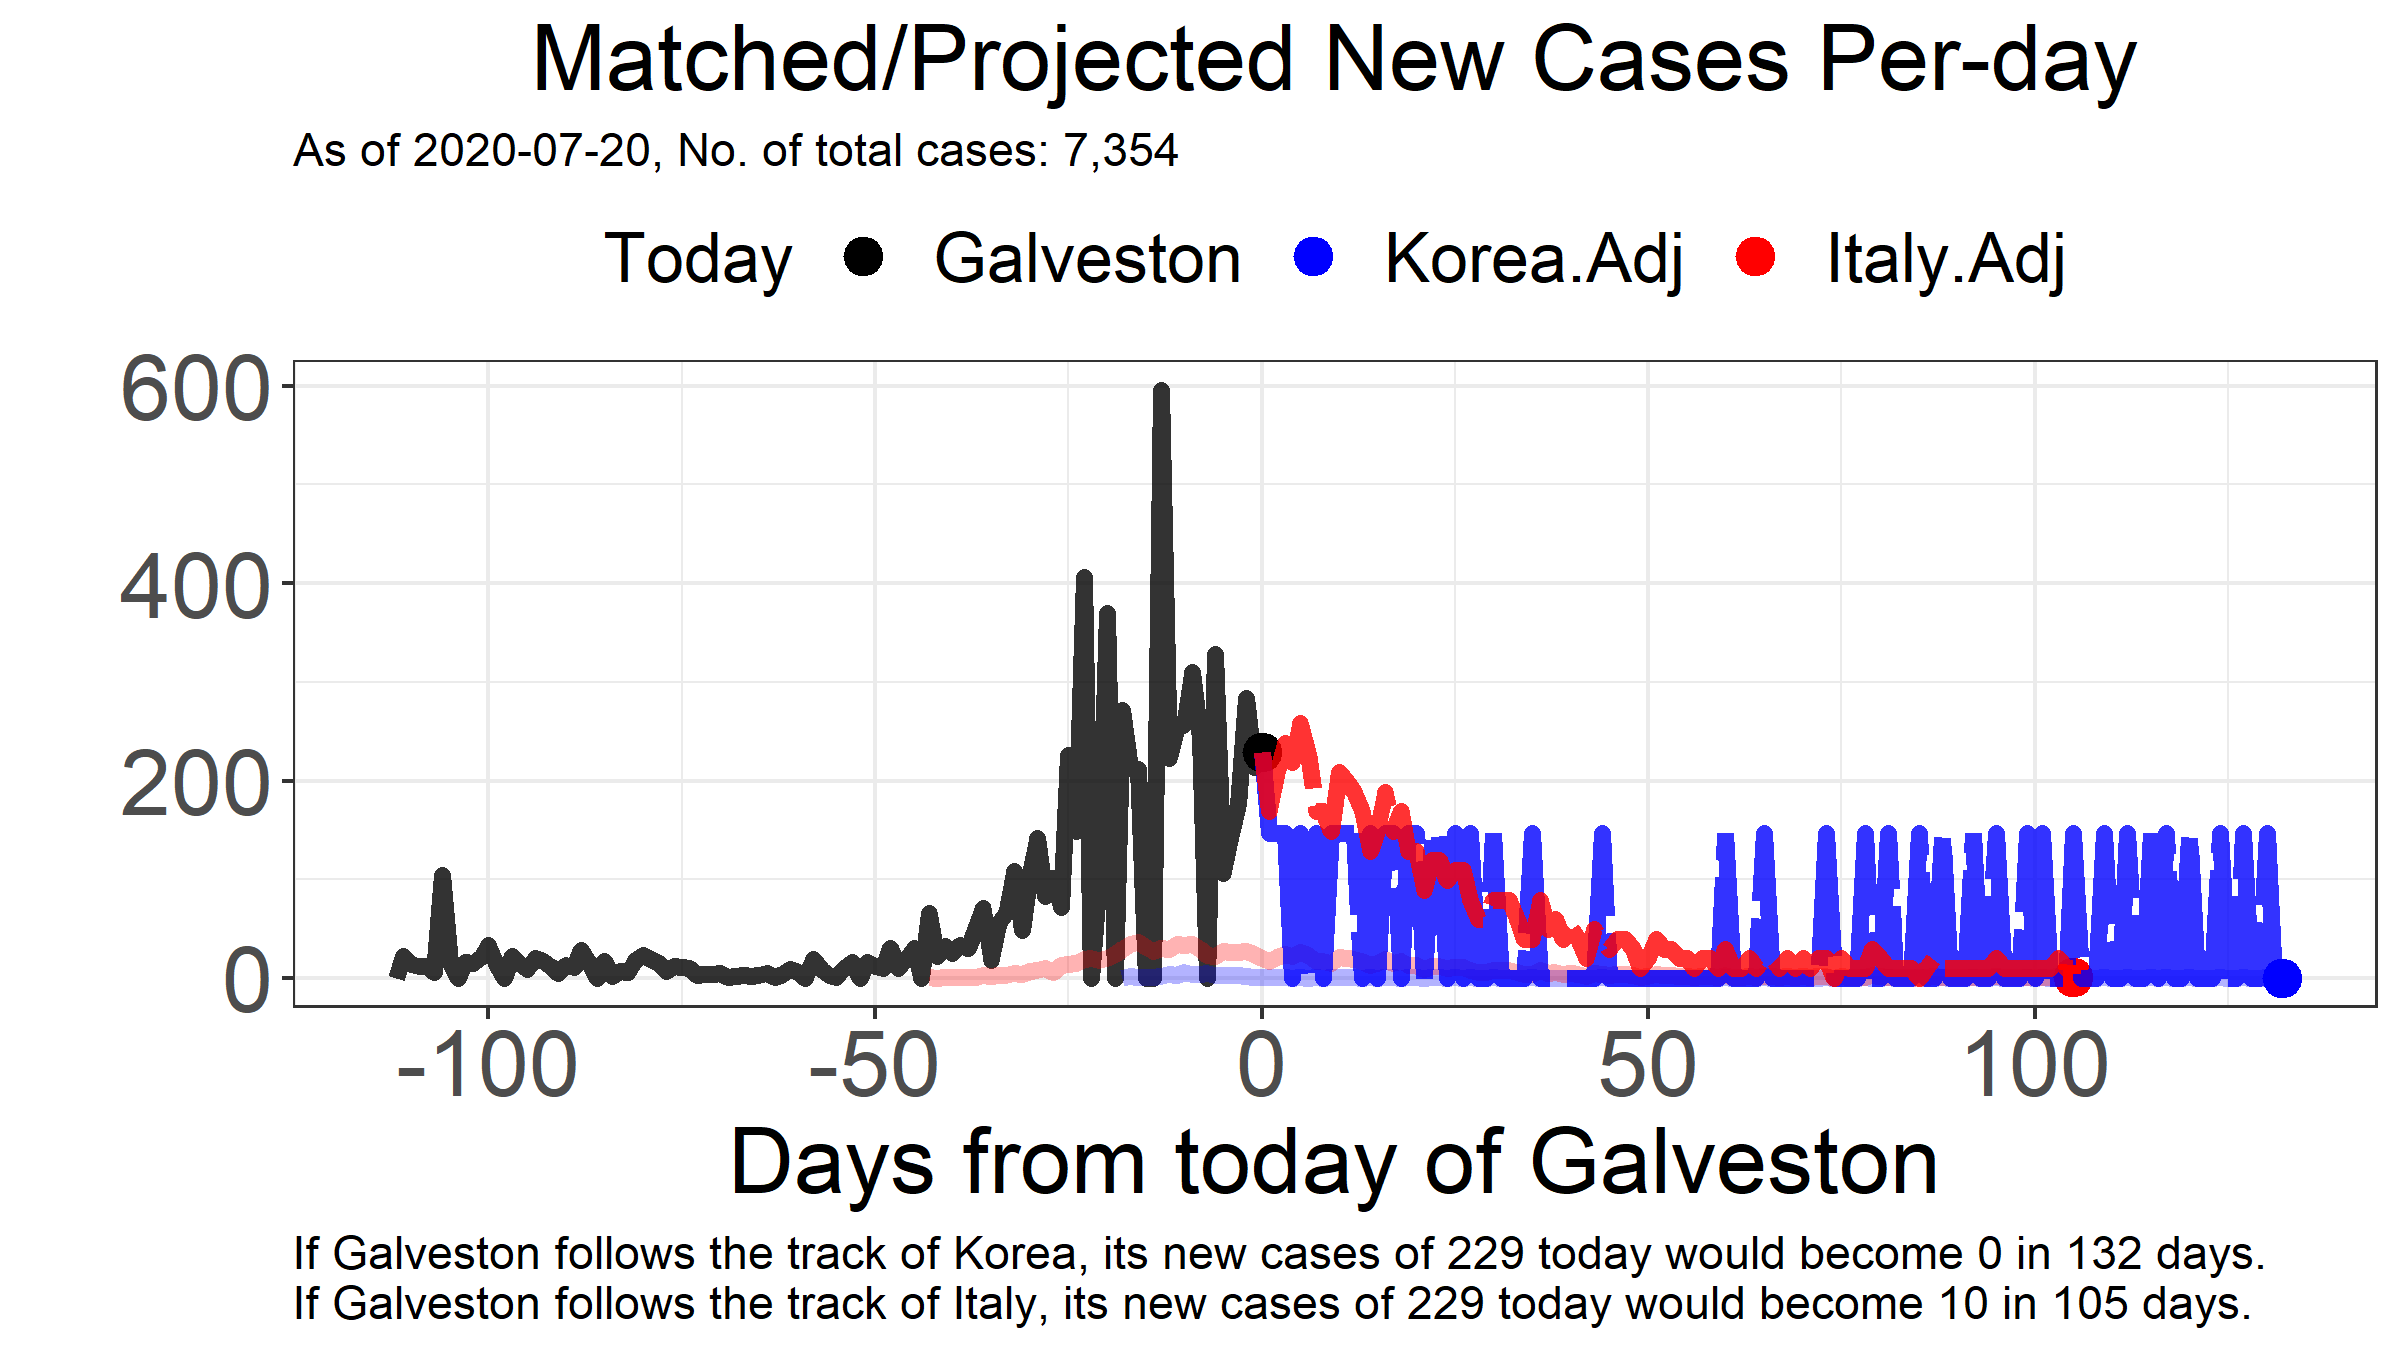 Matched/Projected New Cases Per-day
As of 2020-07-20, No. of total cases: 7,354
Today Galveston Korea.Adj Italy.Adj
600
400
200
0
-100 -50 0 50 100
Days from today of Galveston
If Galveston follows the track of Korea, its new cases of 229 today would become 0 in 132 days.
If Galveston follows the track of Italy, its new cases of 229 today would become 10 in 105 days.